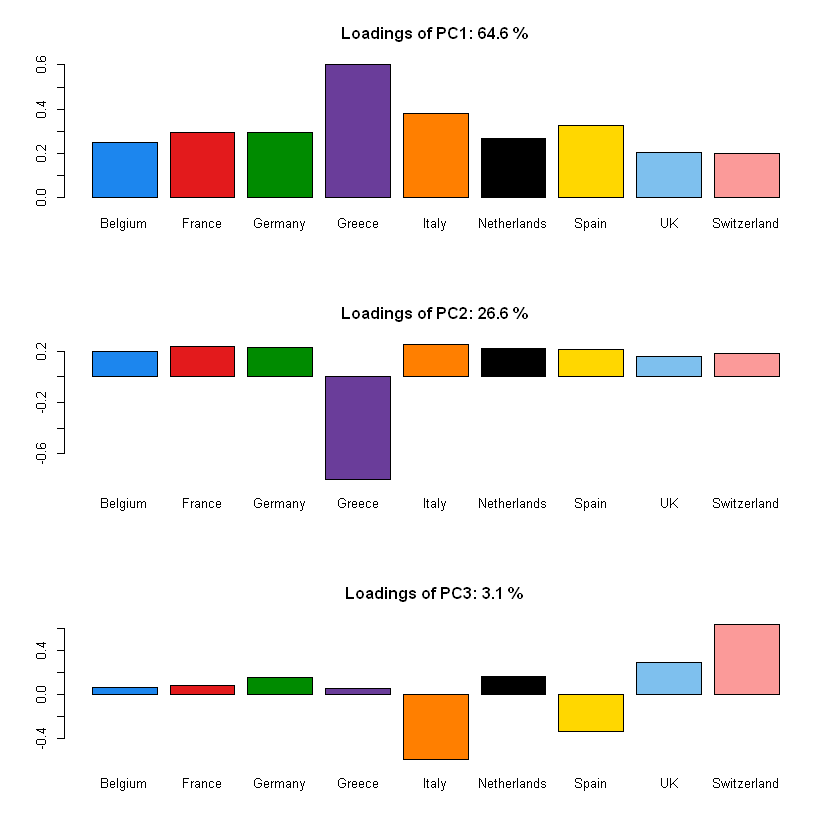 Loadings of PC1: 64.6 %
0.6
0.4
0.2
0.0
Belgium France Germany Greece Italy Netherlands Spain UK Switzerland
Loadings of PC2: 26.6 %
0.2
-0.2
-0.6
Belgium France Germany Greece Italy Netherlands Spain UK Switzerland
Loadings of PC3: 3.1 %
0.4
0.0
-0.4
Belgium France Germany Greece Italy Netherlands Spain UK Switzerland